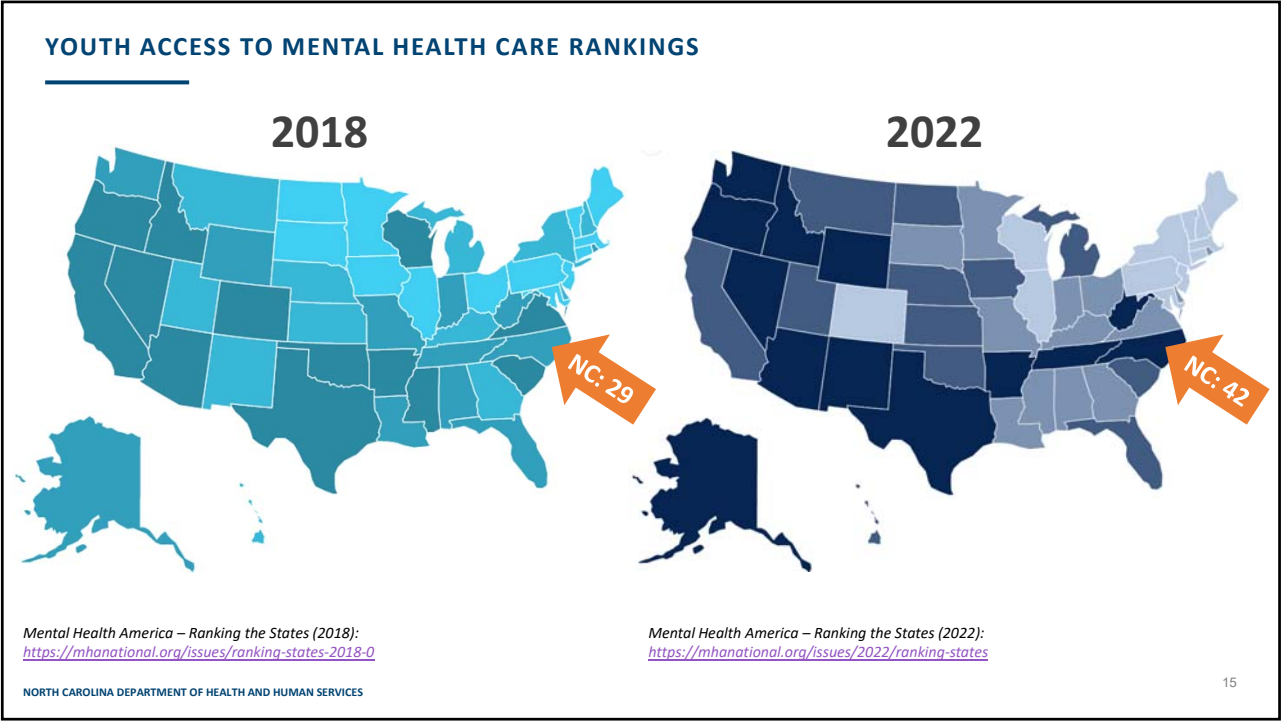 YOUTH ACCESS TO MENTAL HEALTH CARE RANKINGS
2018
2022
NC: 29
NC: 42
Mental Health America – Ranking the States (2018):
https://mhanational.org/issues/ranking-states-2018-0
Mental Health America – Ranking the States (2022):
https://mhanational.org/issues/2022/ranking-states
NORTH CAROLINA DEPARTMENT OF HEALTH AND HUMAN SERVICES
15